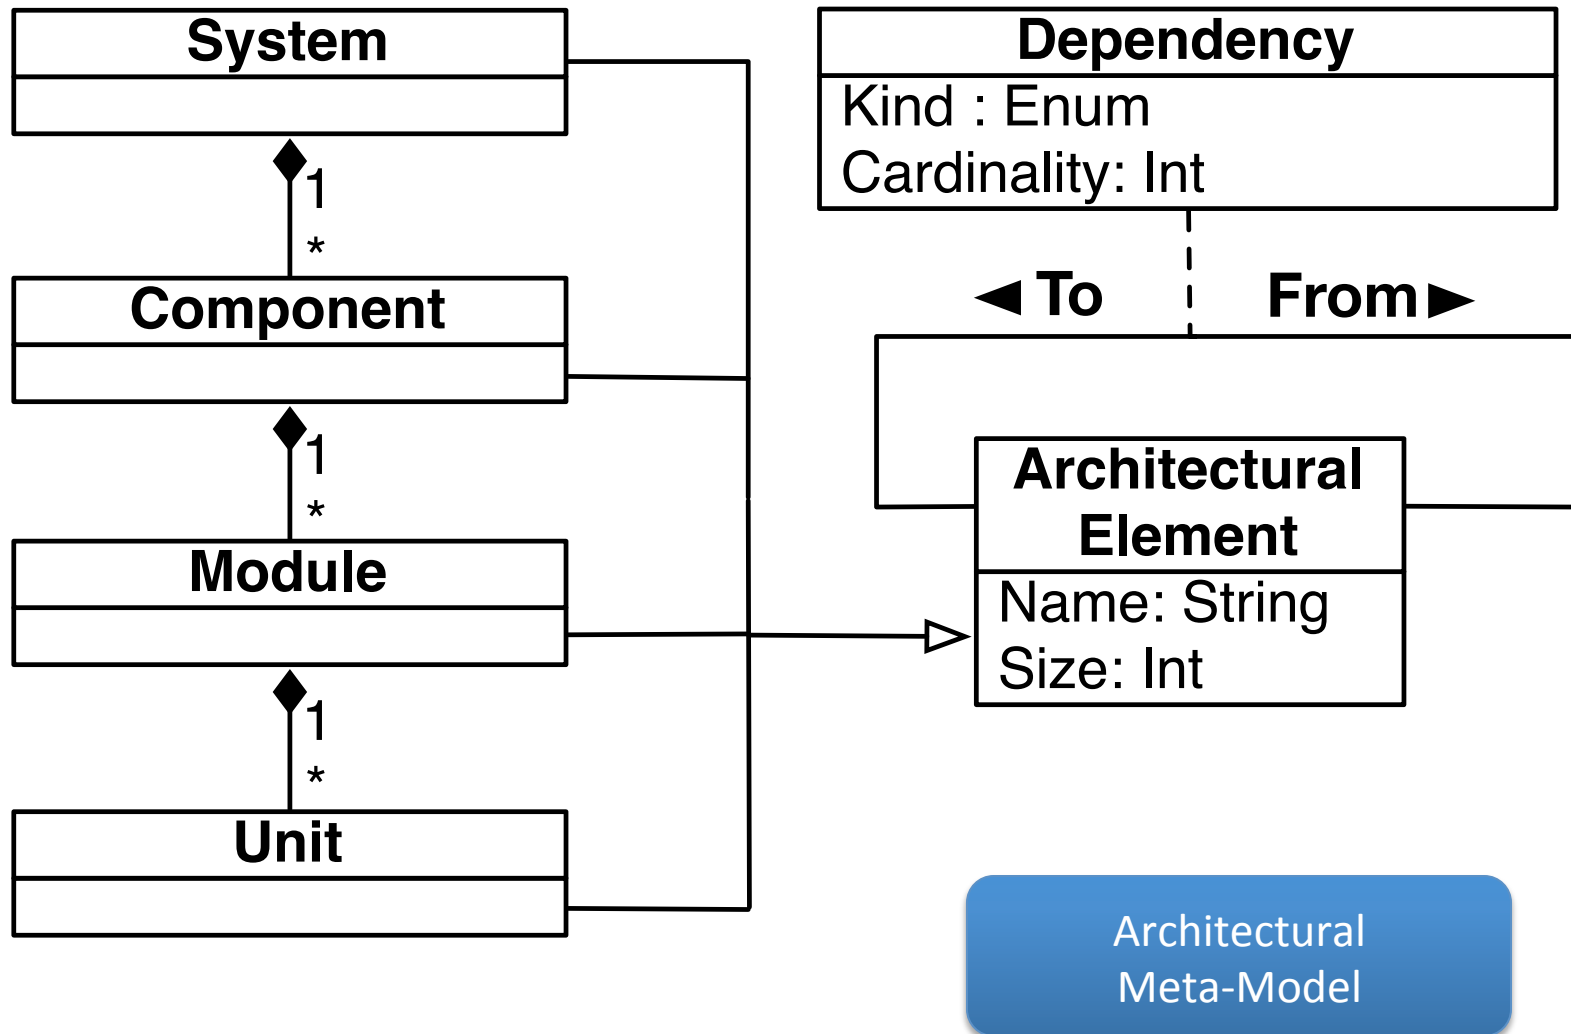 System
1
*
Component
1
*
Module
1
*
Unit
Dependency
Kind : Enum
Cardinality: Int
◄ To
From ►
Architectural
Element
Name: String
Size: Int
Architectural
Meta-Model